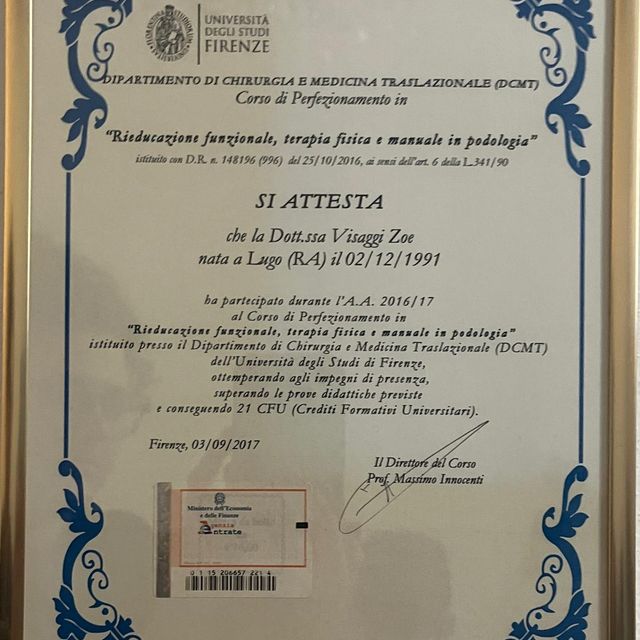 UNIVERSITÀ
DEGLI STUDI
FIRENZE
DIPARTIMENTO DI CHIRURGIA E MEDICINA TRASLAZIONALE (DCMT)
Corso di Perfezionamento in
“Rieducazione funzionale, terapia fisica e manuale in podologia”
istituito con D.R. n. 148196 (996) del 25/10/2016, ai sensi dell'art. 6 della L.341/90
SI ATTESTA
che la Dott.ssa Visaggi Zoe
nata a Lugo (RA) il 02/12/1991
ha partecipato durante l'A.A. 2016/17
al Corso di Perfezionamento in
“Rieducazione funzionale, terapia fisica e manuale in podologia”
istituito presso il Dipartimento di Chirurgia e Medicina Traslazionale (DCMT)
dell'Università degli Studi di Firenze,
ottemperando agli impegni di presenza,
superando le prove didattiche previste
e conseguendo 21 CFU (Crediti Formativi Universitari).
Firenze, 03/09/2017
Il Direttore del Corso
Prof. Massimo Innocenti
Ministero dell'Economia
e delle Finanze
agenzia
entrate
0 1 15 206657 221 4